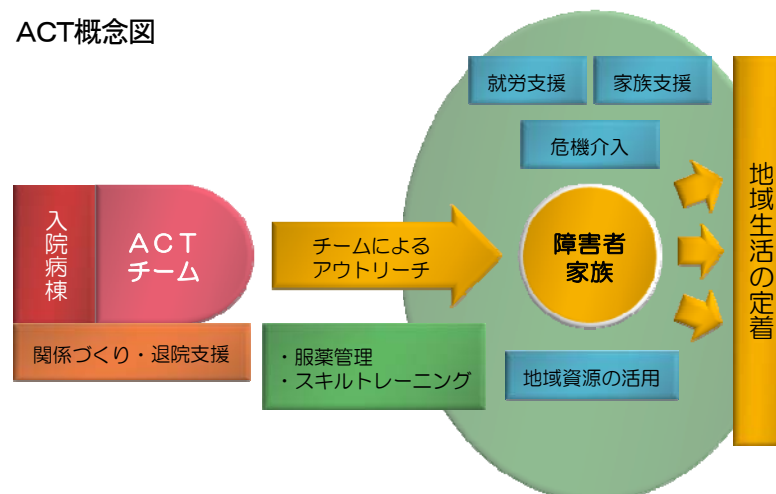 ACT概念図
就労支援
家族支援
危機介入
入院病棟
ACT
チーム
チームによる
アウトリーチ
障害者
家族
地域生活の定着
関係づくり・退院支援
・服薬管理
・スキルトレーニング
地域資源の活用